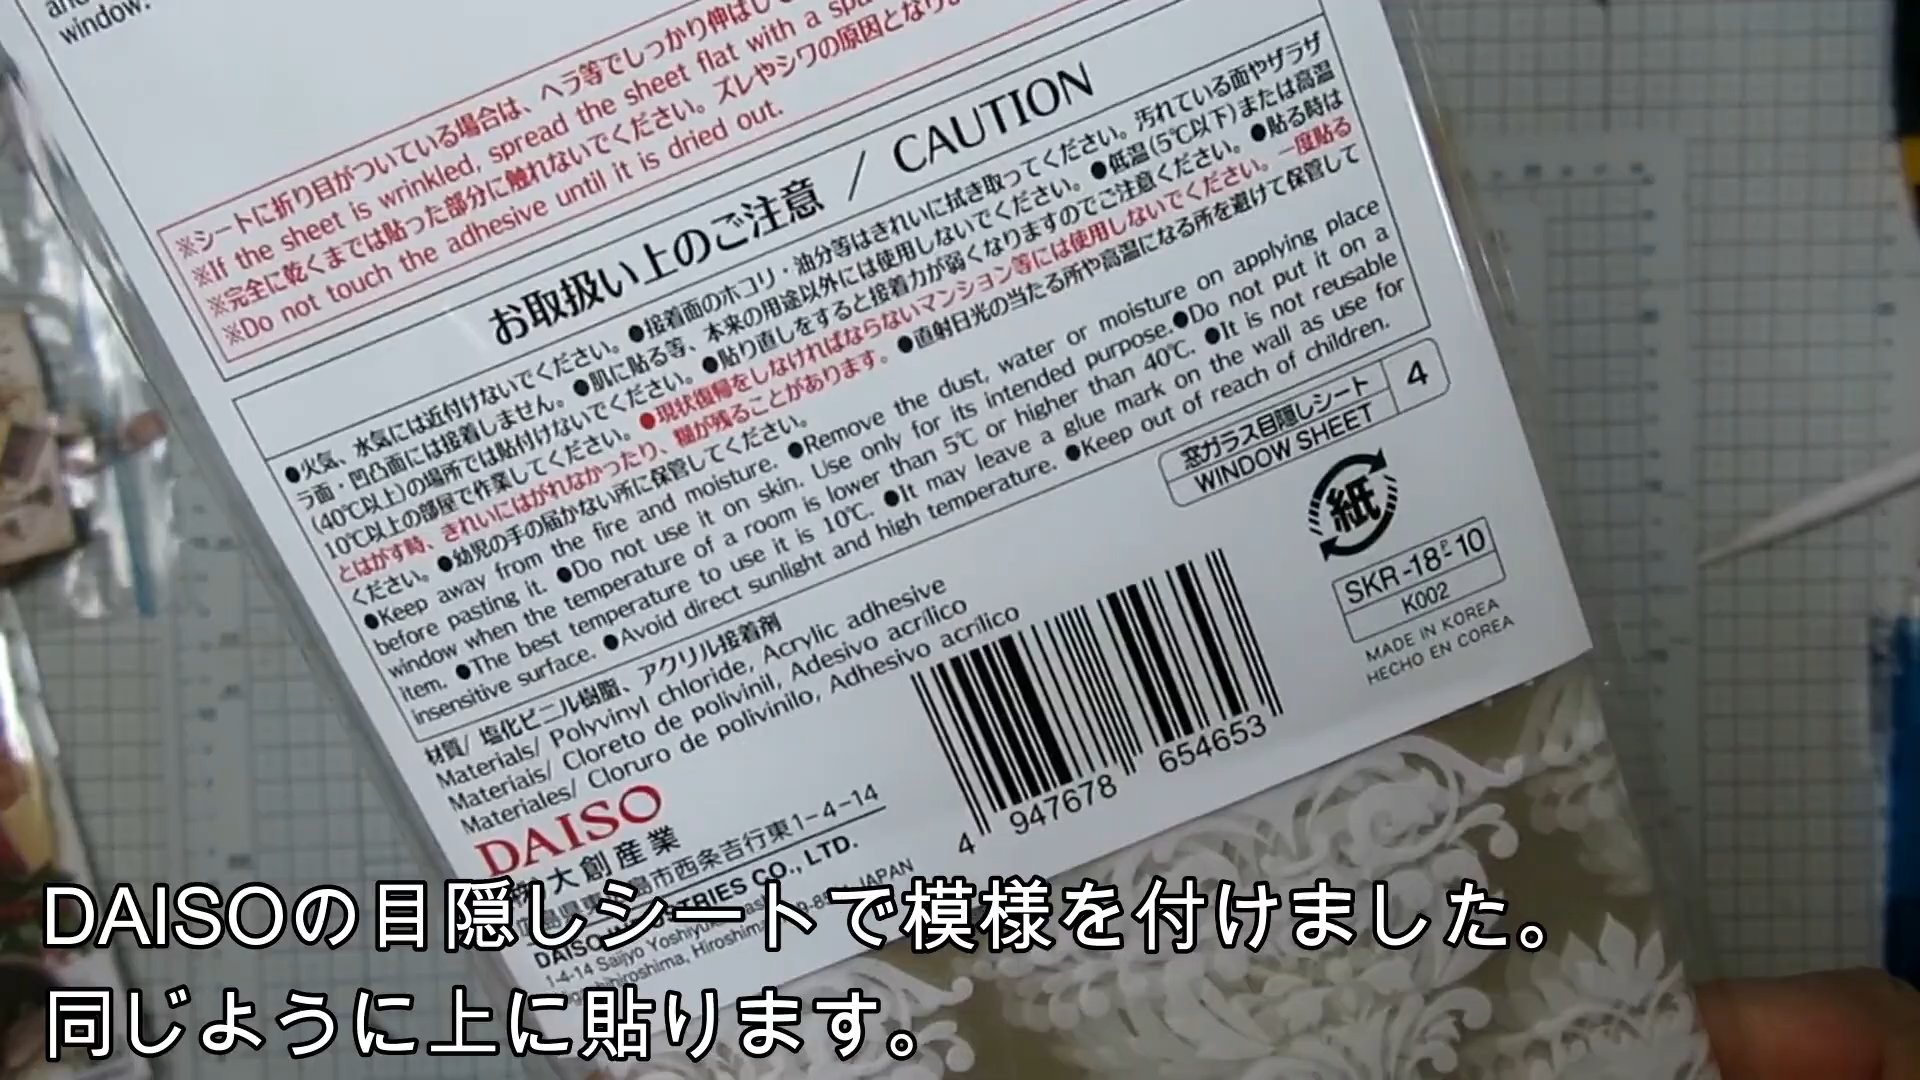 and
window.
※シートに折り目がついている場合は、ヘラ等でしっかり伸ばして
※If the sheet is wrinkled, spread the sheet flat with a
※完全に乾くまでは貼った部分に触れないでください。ズレやシワの原因となり
※Do not touch the adhesive until it is dried out.
お取扱い上のご注意 / CAUTION
●火気、水気には近付けないでください。●接着面のホコリ・油分等はきれいに拭き取ってください。汚れている面やザラザ
ラ面・凹凸面には接着しません。●肌に貼る等、本来の用途以外には使用しないでください。●低温(5℃以下)または高温
(40℃以上)の場所では貼付けないでください。●貼り直しをすると接着力が弱くなりますのでご注意ください。●貼る時は
10℃以上の部屋で作業してください。●現状復帰をしなければならないマンション等には使用しないでください。一度貼る
とはがす時、きれいにはがれなかったり、糊が残ることがあります。●直射日光の当たる所や高温になる所を避けて保管して
ください。●幼児の手の届かない所に保管してください。
●Keep away from the fire and moisture. ●Remove the dust, water or moisture on applying place
before pasting it. ●Do not use it on skin. Use only for its intended purpose.●Do not put it on a
window when the temperature of a room is lower than 5℃ or higher than 40℃. ●It is not reusable
item. ●The best temperature to use it is 10℃. ●It may leave a glue mark on the wall as use for
insensitive surface. ●Avoid direct sunlight and high temperature. ●Keep out of reach of children.
窓ガラス目隠しシート
WINDOW SHEET
4
紙
SKR-18-10
K002
MADE IN KOREA
HECHO EN COREA
材質/ 塩化ビニル樹脂、アクリル接着剤
Materials/ Polyvinyl chloride, Acrylic adhesive
Materiais/ Cloreto de polivinil, Adesivo acrílico
Materiales/ Cloruro de polivinilo, Adhesivo acrílico
4 947678 654653
DAISO
㈱大創産業
島市西条吉行東1-4-14
DAISO INDUSTRIES CO., LTD.
1-4-14 Saijyo Yoshiyu
hiroshima, Hiroshima JAPAN
DAISOの目隠しシートで模様を付けました。
同じように上に貼ります。